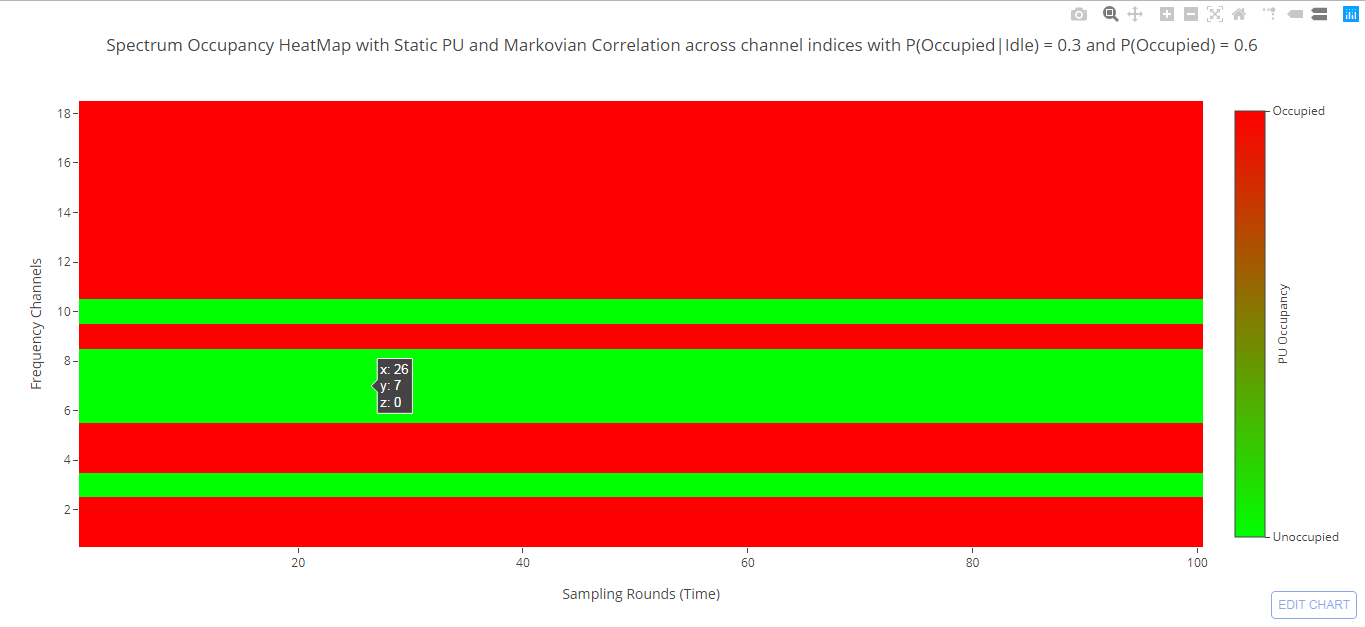 Spectrum Occupancy HeatMap with Static PU and Markovian Correlation across channel indices with P(Occupied|Idle) = 0.3 and P(Occupied) = 0.6
18
16
14
12
10
8
6
4
2
Frequency Channels
x: 26
y: 7
z: 0
20
40
60
80
100
Sampling Rounds (Time)
Occupied
PU Occupancy
Unoccupied
EDIT CHART